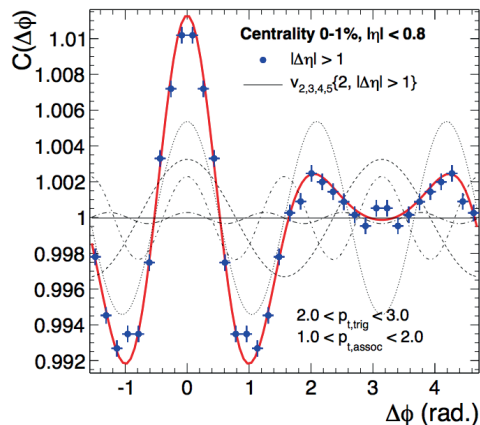 C(Δϕ)
1.01
1.008
1.006
1.004
1.002
1
0.998
0.996
0.994
0.992
Centrality 0-1%, |η| < 0.8
|Δη| > 1
v2,3,4,5{2, |Δη| > 1}
2.0 < pt,trig < 3.0
1.0 < pt,assoc < 2.0
-1 0 1 2 3 4
Δϕ (rad.)